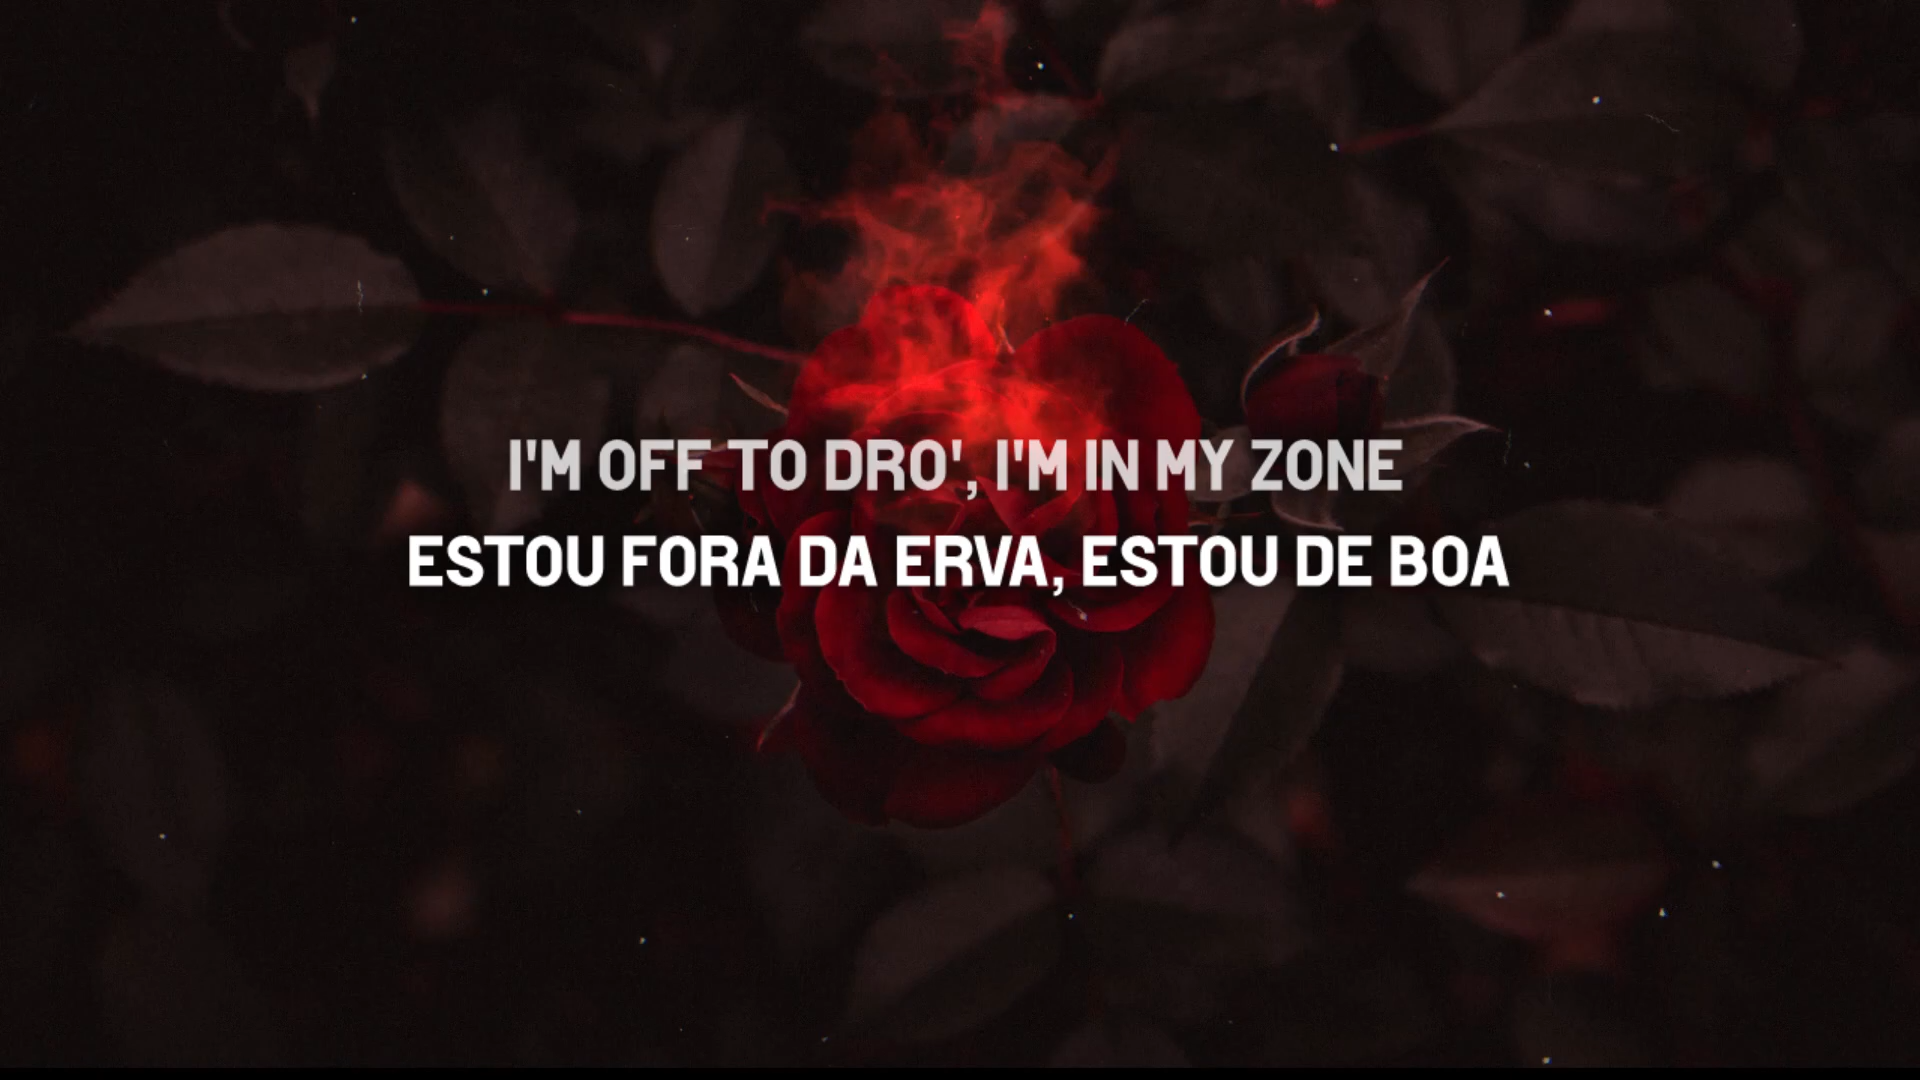 I'M OFF TO DRO', I'M IN MY ZONE
ESTOU FORA DA ERVA, ESTOU DE BOA